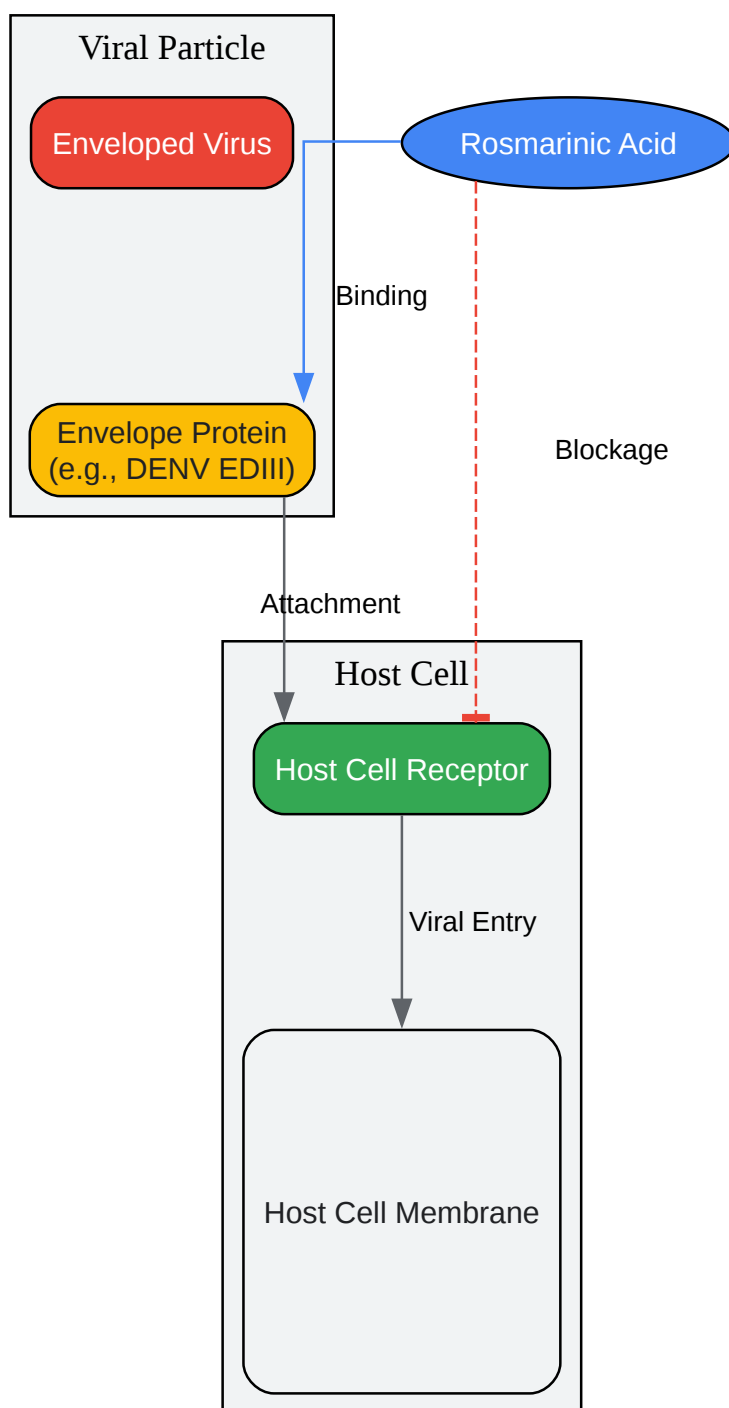 Viral Particle
Enveloped Virus
Rosmarinic Acid
Binding
Envelope Protein
(e.g., DENV EDIII)
Blockage
Attachment
Host Cell
Host Cell Receptor
Viral Entry
Host Cell Membrane